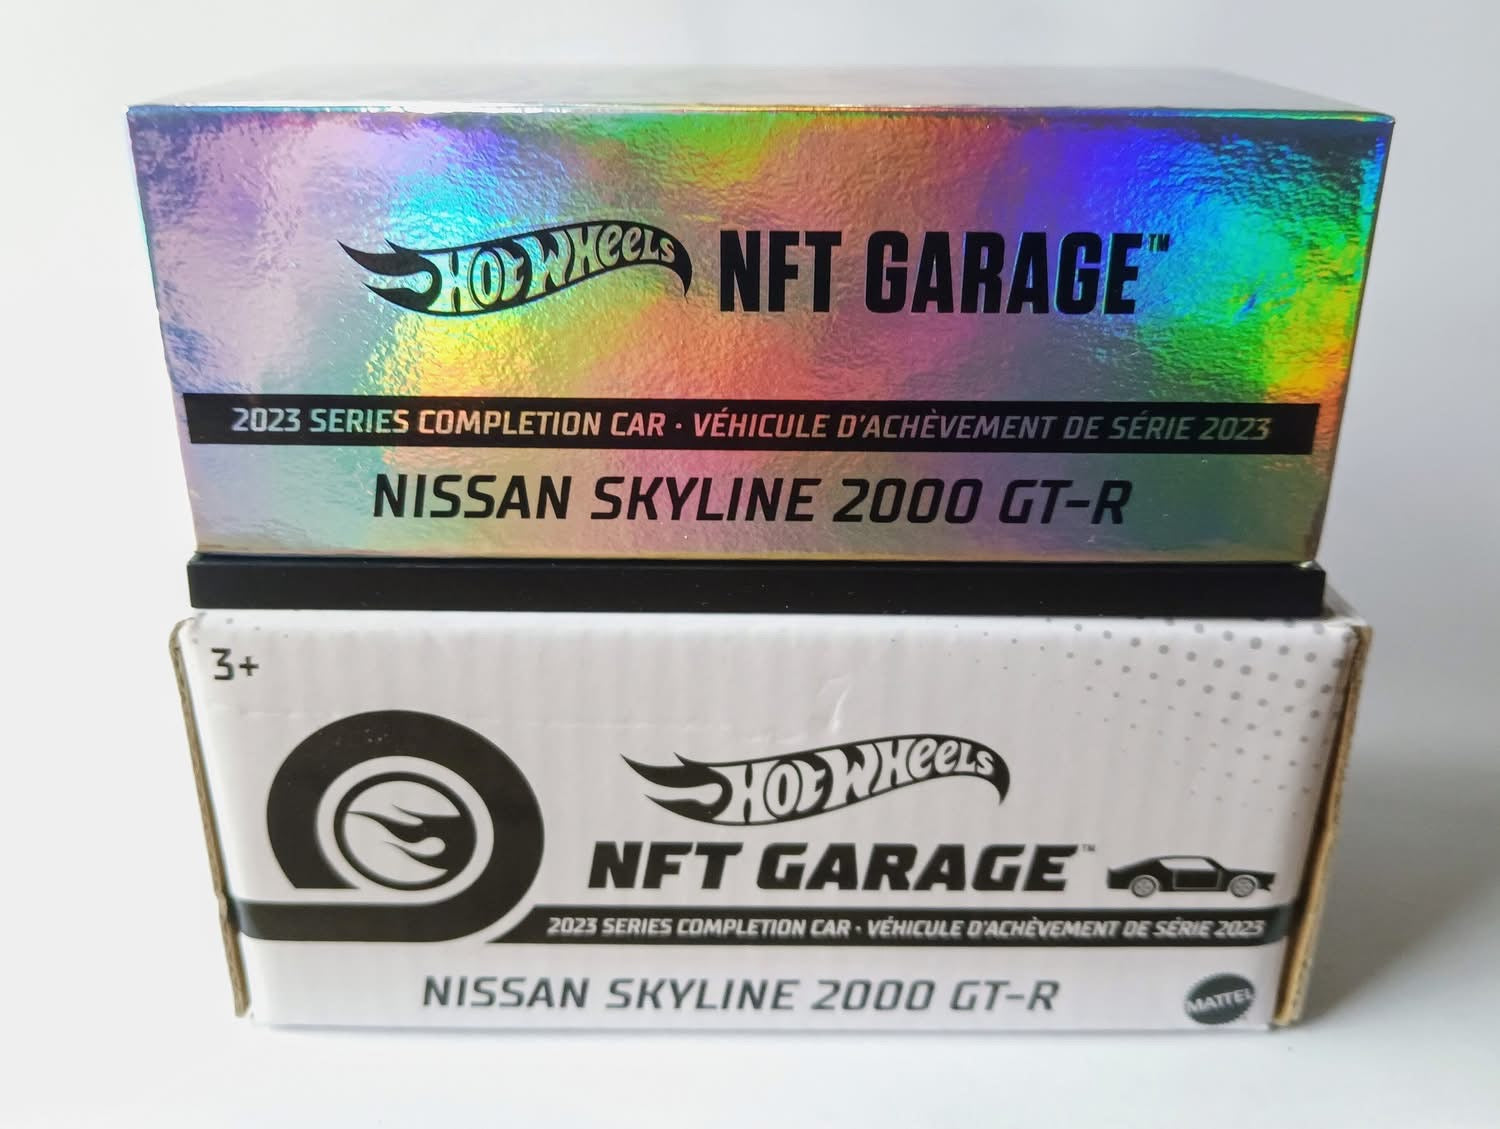 HOT WHEELS NFT GARAGE™
2023 SERIES COMPLETION CAR · VÉHICULE D'ACHÈVEMENT DE SÉRIE 2023
NISSAN SKYLINE 2000 GT-R
3+
HOT WHEELS
NFT GARAGE™
2023 SERIES COMPLETION CAR · VÉHICULE D'ACHÈVEMENT DE SÉRIE 2023
NISSAN SKYLINE 2000 GT-R
MATTEL